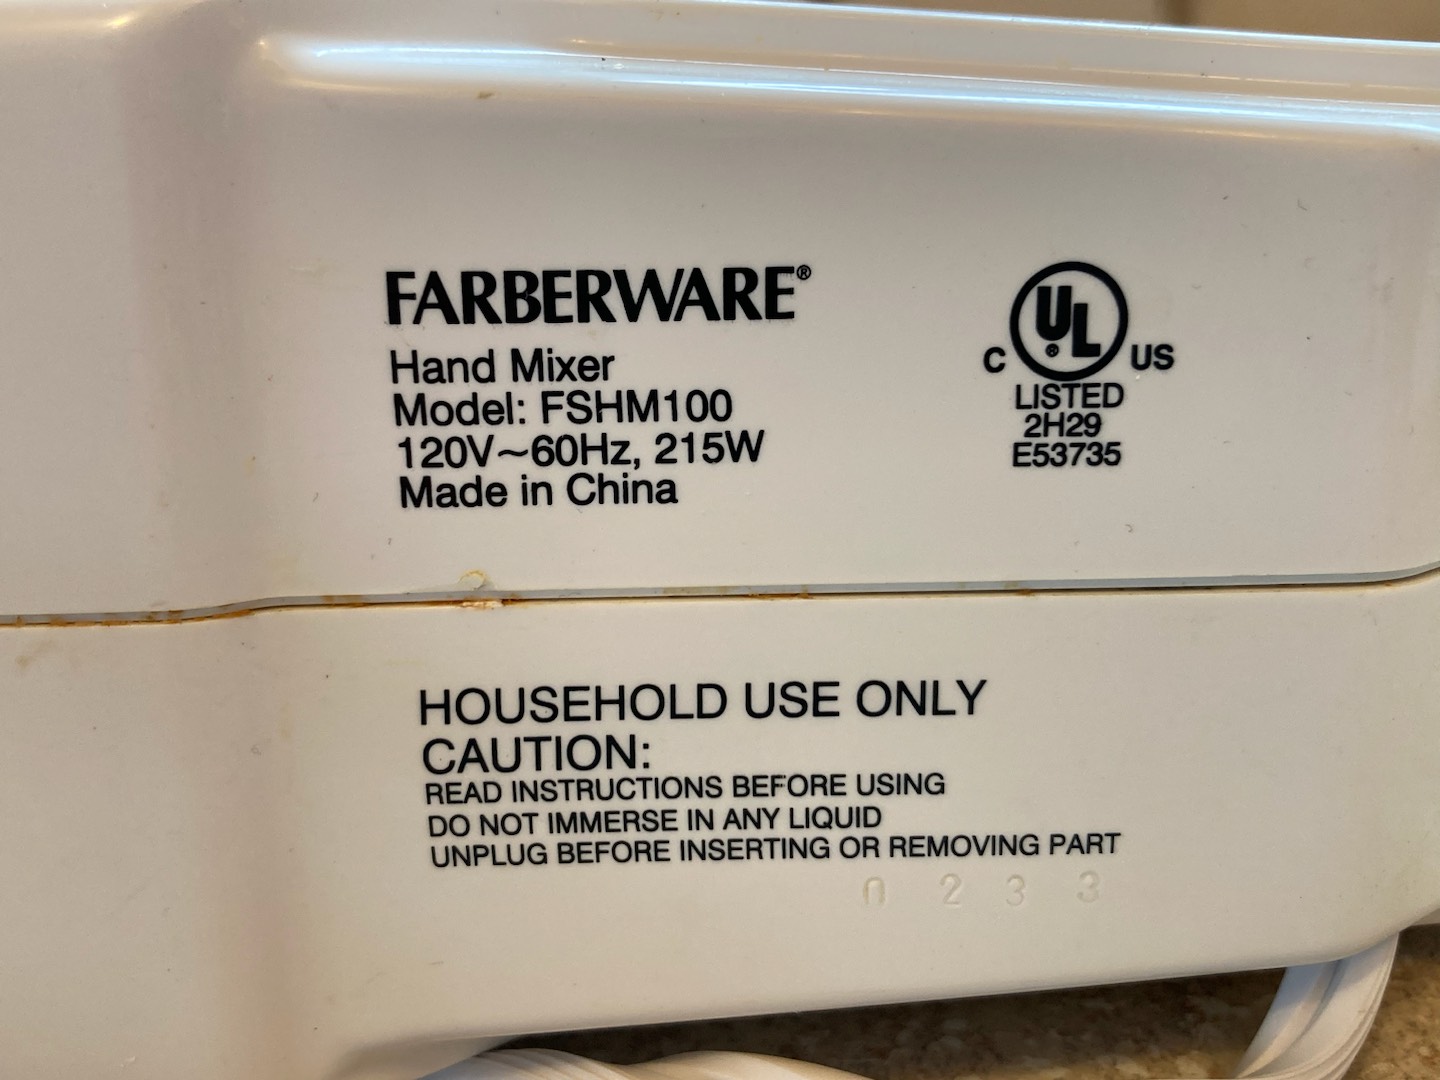 FARBERWARE®
Hand Mixer
Model: FSHM100
120V~60Hz, 215W
Made in China
UL®
C US
LISTED
2H29
E53735
HOUSEHOLD USE ONLY
CAUTION:
READ INSTRUCTIONS BEFORE USING
DO NOT IMMERSE IN ANY LIQUID
UNPLUG BEFORE INSERTING OR REMOVING PART
0 2 3 3